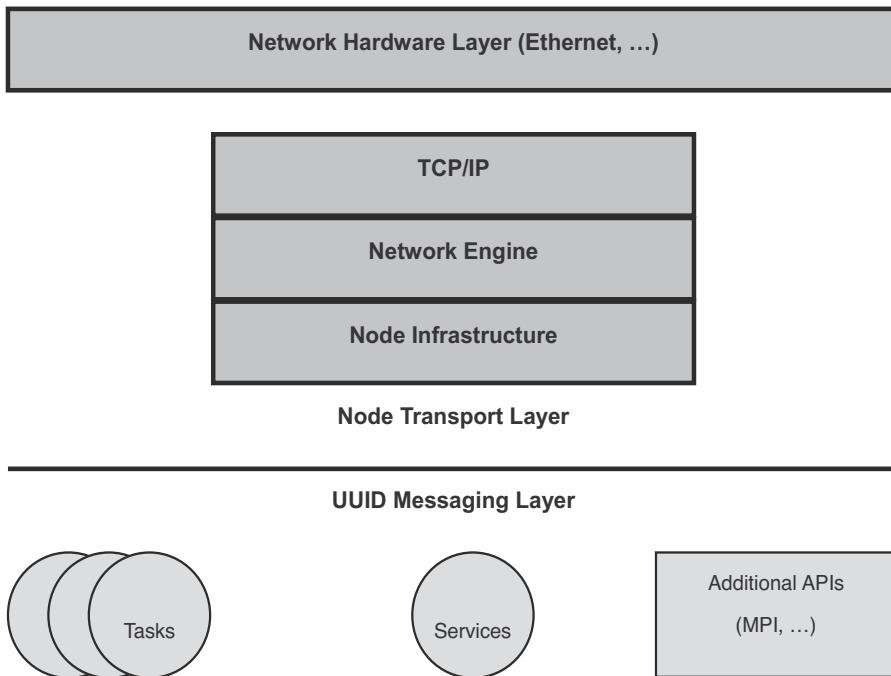 Network Hardware Layer (Ethernet, …)
TCP/IP
Network Engine
Node Infrastructure
Node Transport Layer
UUID Messaging Layer
Tasks
Services
Additional APIs
(MPI, …)